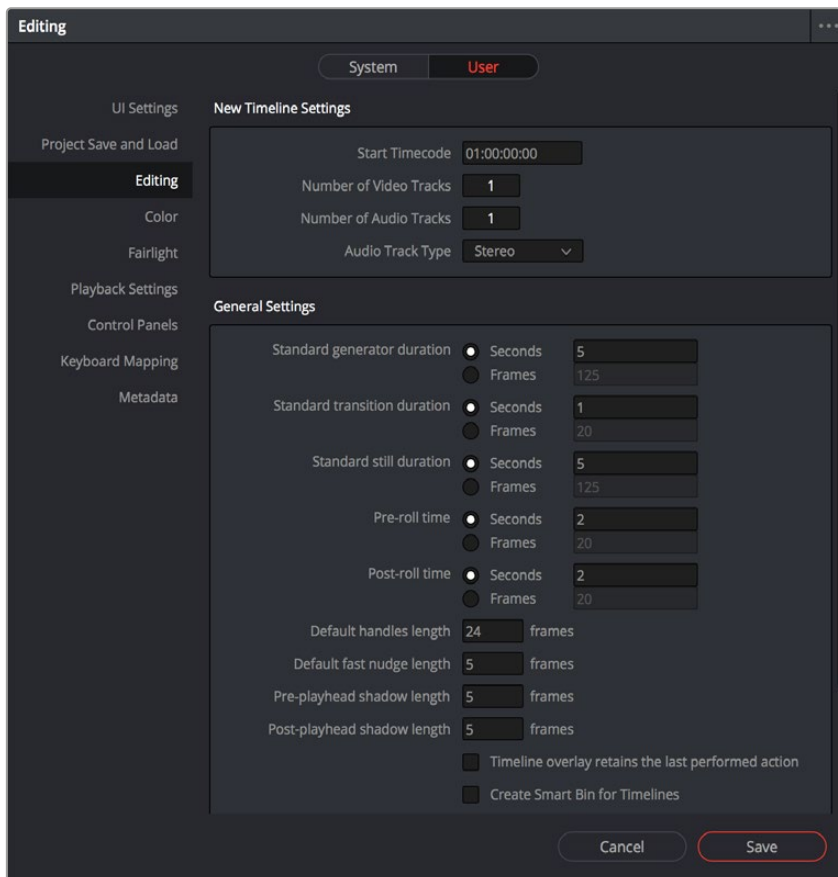 Editing
System User
UI Settings
Project Save and Load
Editing
Color
Fairlight
Playback Settings
Control Panels
Keyboard Mapping
Metadata
New Timeline Settings
Start Timecode 01:00:00:00
Number of Video Tracks 1
Number of Audio Tracks 1
Audio Track Type Stereo
General Settings
Standard generator duration Seconds 5
Frames 125
Standard transition duration Seconds 1
Frames 20
Standard still duration Seconds 5
Frames 125
Pre-roll time Seconds 2
Frames 20
Post-roll time Seconds 2
Frames 20
Default handles length 24 frames
Default fast nudge length 5 frames
Pre-playhead shadow length 5 frames
Post-playhead shadow length 5 frames
Timeline overlay retains the last performed action
Create Smart Bin for Timelines
Cancel Save